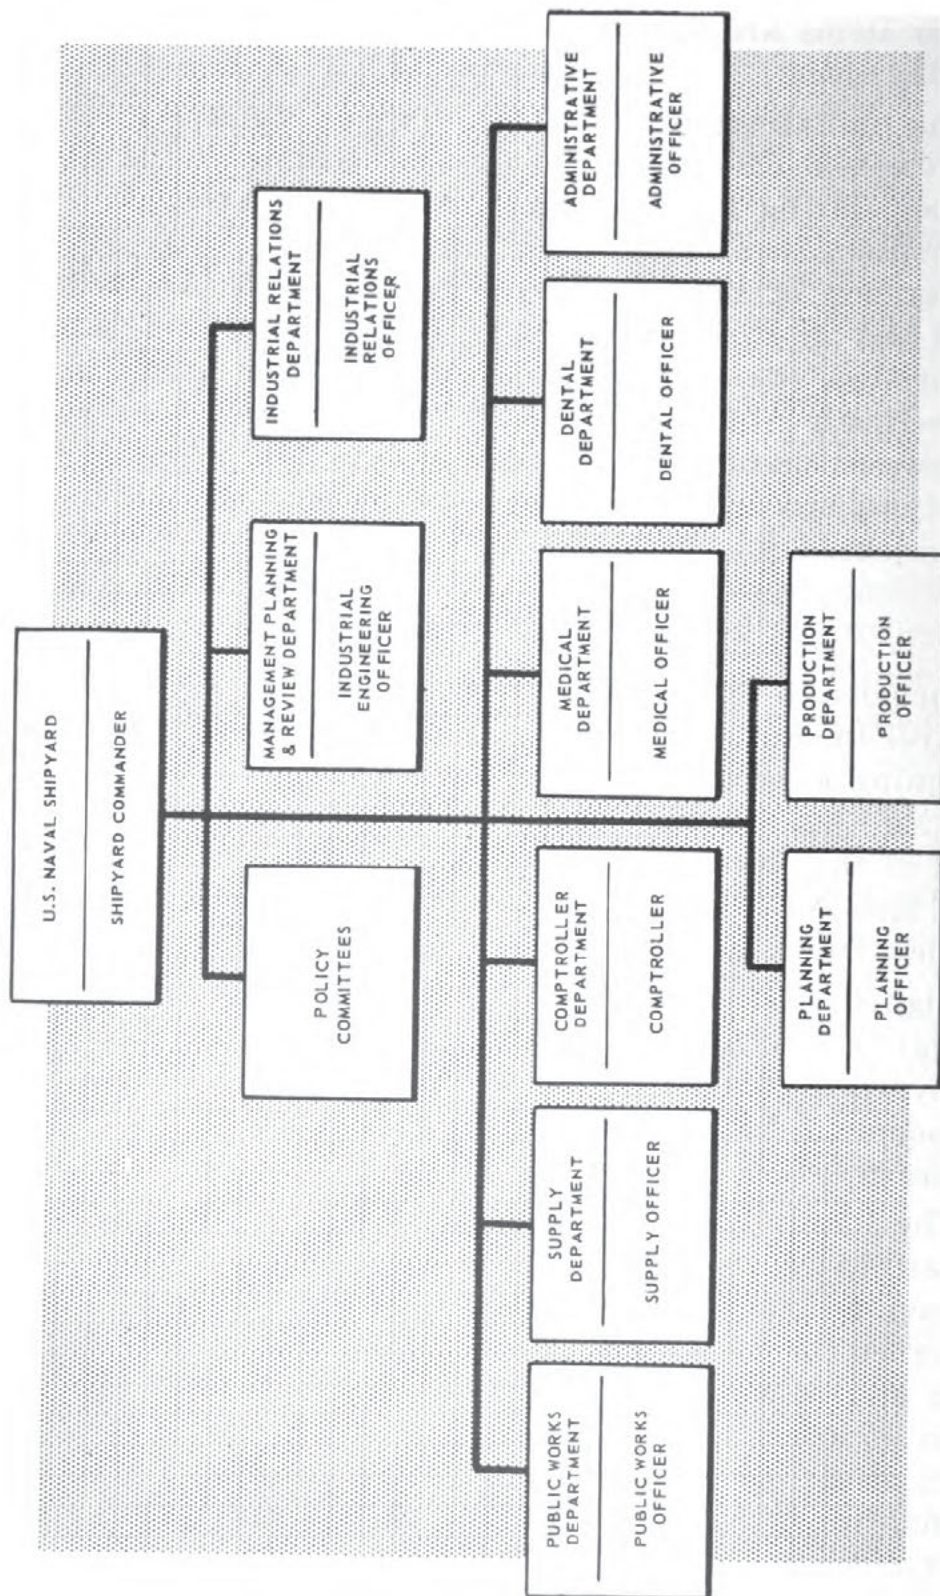 U.S. NAVAL SHIPYARD
SHIPYARD COMMANDER
POLICY
COMMITTEES
MANAGEMENT PLANNING
& REVIEW DEPARTMENT
INDUSTRIAL
ENGINEERING
OFFICER
INDUSTRIAL RELATIONS
DEPARTMENT
INDUSTRIAL
RELATIONS
OFFICER
PUBLIC WORKS
DEPARTMENT
PUBLIC WORKS
OFFICER
SUPPLY
DEPARTMENT
SUPPLY OFFICER
COMPTROLLER
DEPARTMENT
COMPTROLLER
MEDICAL
DEPARTMENT
MEDICAL OFFICER
DENTAL
DEPARTMENT
DENTAL OFFICER
ADMINISTRATIVE
DEPARTMENT
ADMINISTRATIVE
OFFICER
PLANNING
DEPARTMENT
PLANNING
OFFICER
PRODUCTION
DEPARTMENT
PRODUCTION
OFFICER